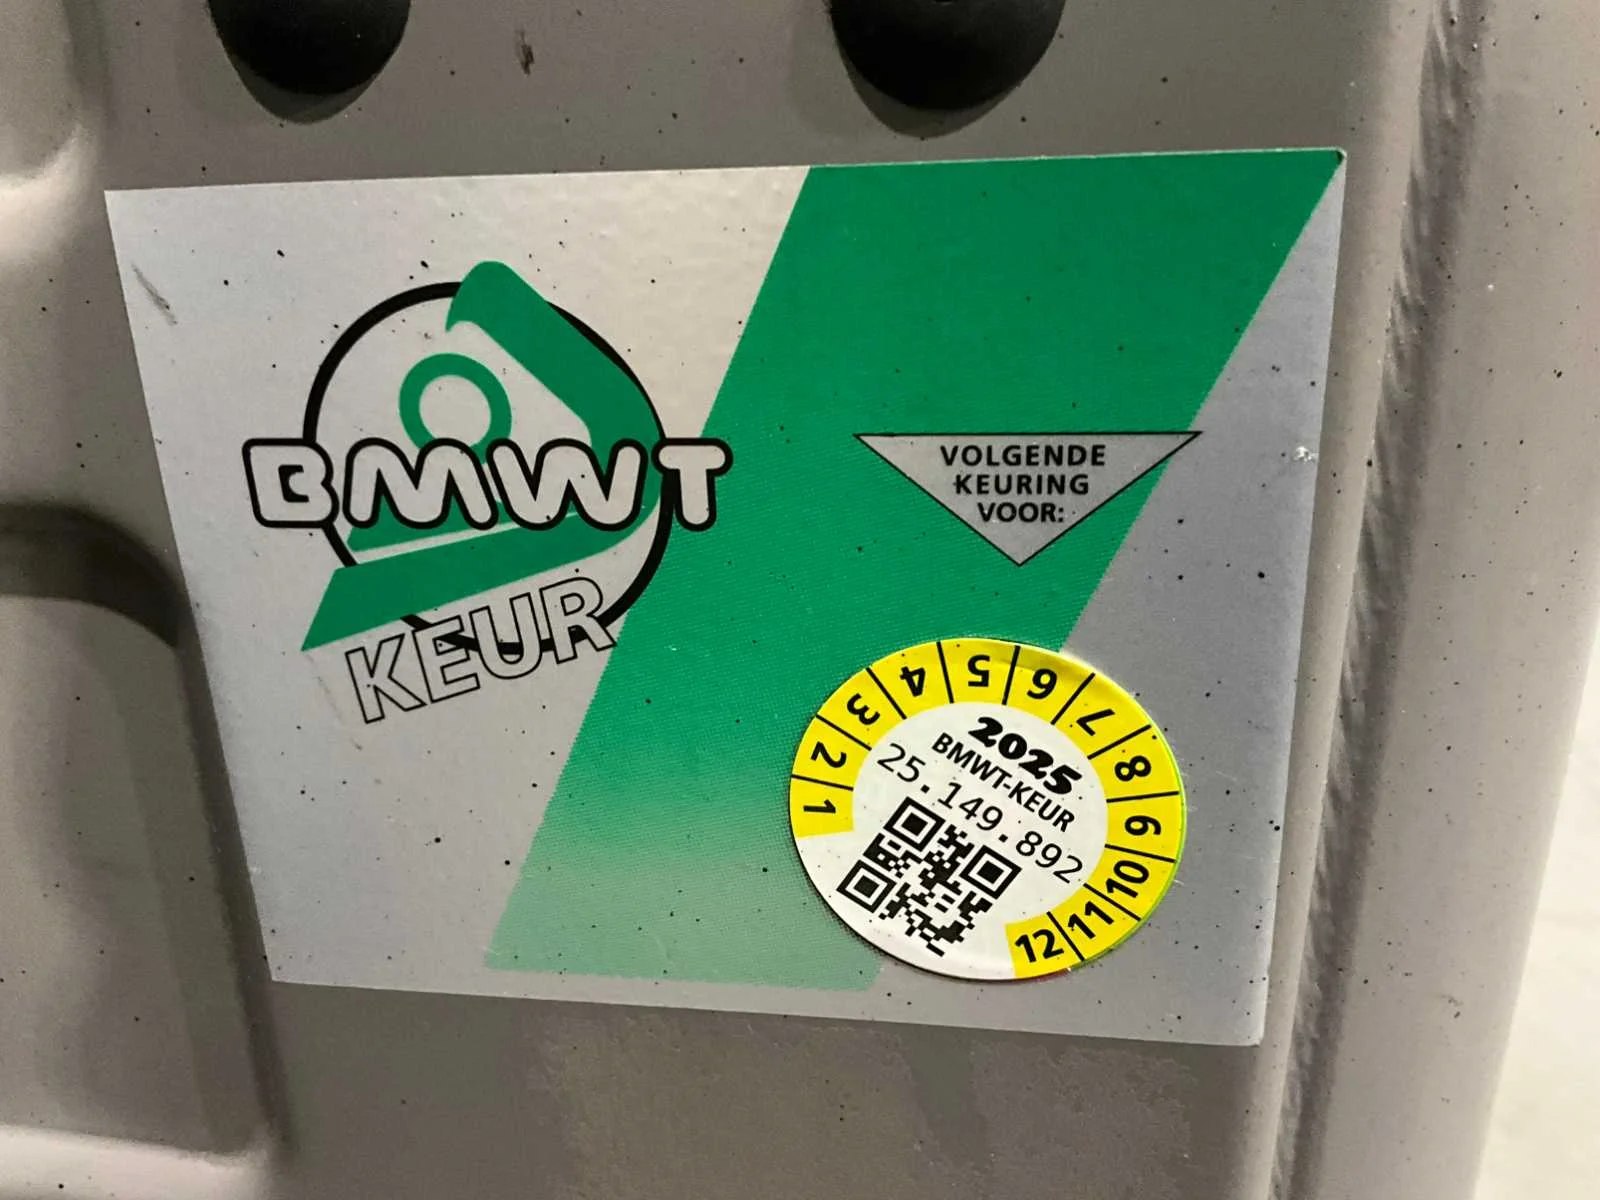 BMWT
KEUR
VOLGENDE
KEURING
VOOR:
1 2 3 4 5 6 7 8 9 10 11 12
2025
BMWT-KEUR
25.149.892